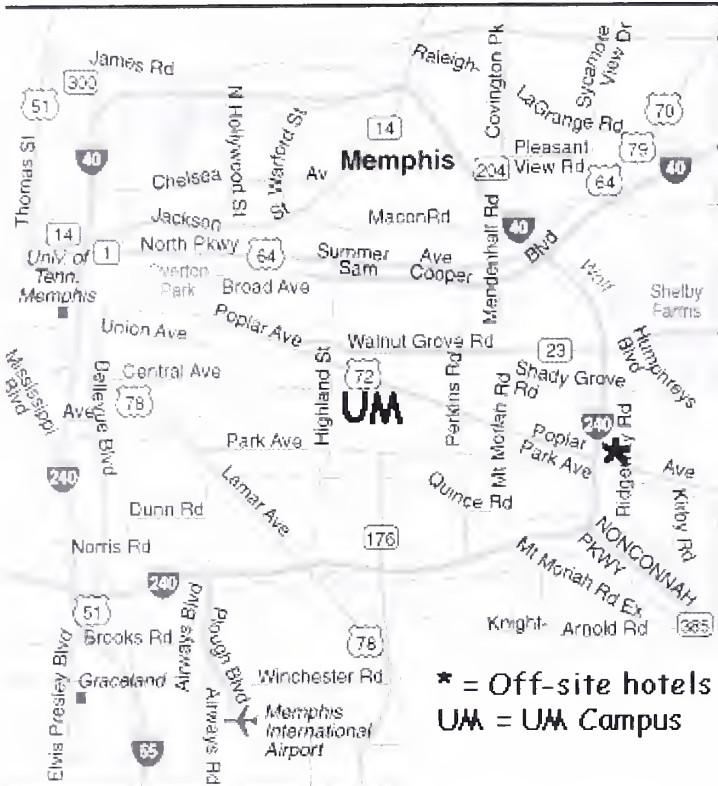 James Rd
300
51
Thomas St
40
N Hollywood St
St Warford St
14
Memphis
Raleigh-
Covington Pk
Sycamore
View Dr
LaGrange Rd
70
79
Pleasant
View Rd
204
64
40
Chelsea
Av
Jackson
St
Macon Rd
Mendenhall Rd
40
Blvd
Wolf
14
1
North Pkwy
64
Summer
Ave
Sam
Cooper
Univ. of
Tenn.
Memphis
Overton
Park
Broad Ave
Shelby
Farms
Union Ave
Poplar Ave
Walnut Grove Rd
23
Humphreys
Blvd
Mississippi
Blvd
Bellevue Blvd
Central Ave
78
Ave
Highland St
72
UM
Perkins Rd
Mt Moriah Rd
Shady Grove
Rd
240
*
Ridgeway Rd
Poplar
Ave
Park Ave
Park Ave
240
Lamar Ave
Quince Rd
Kirby Rd
Dunn Rd
Norris Rd
176
NONCONNAH
PKWY
Mt Moriah Rd Ex
240
51
Brooks Rd
Airways Blvd
Plough Blvd
78
Knight-
Arnold Rd
385
Elvis Presley Blvd
Graceland
Winchester Rd
Airways Rd
Memphis
International
Airport
55
* = Off-site hotels
UM = UM Campus